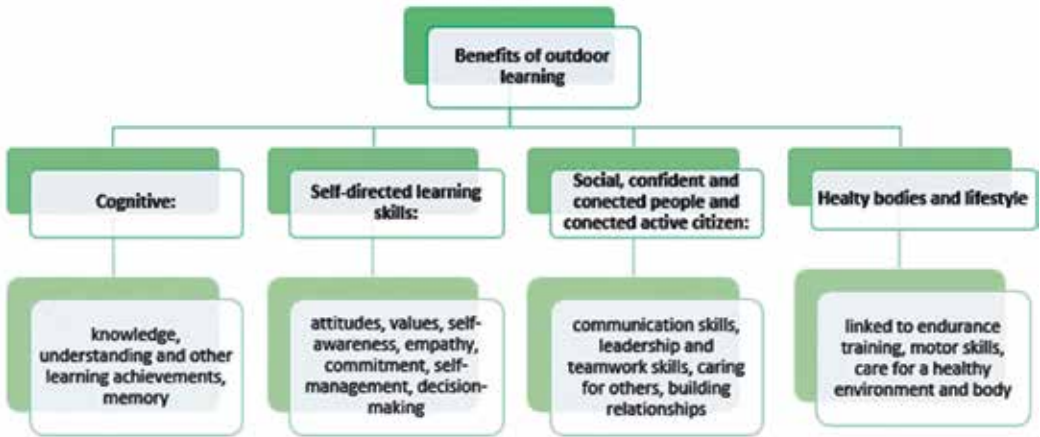 Benefits of outdoor
learning
Cognitive:
Self-directed learning
skills:
Social, confident and
conected people and
conected active citizen:
Healty bodies and lifestyle
knowledge,
understanding and other
learning achievements,
memory
attitudes, values, self-
awareness, empathy,
commitment, self-
management, decision-
making
communication skills,
leadership and
teamwork skills, caring
for others, building
relationships
linked to endurance
training, motor skills,
care for a healthy
environment and body